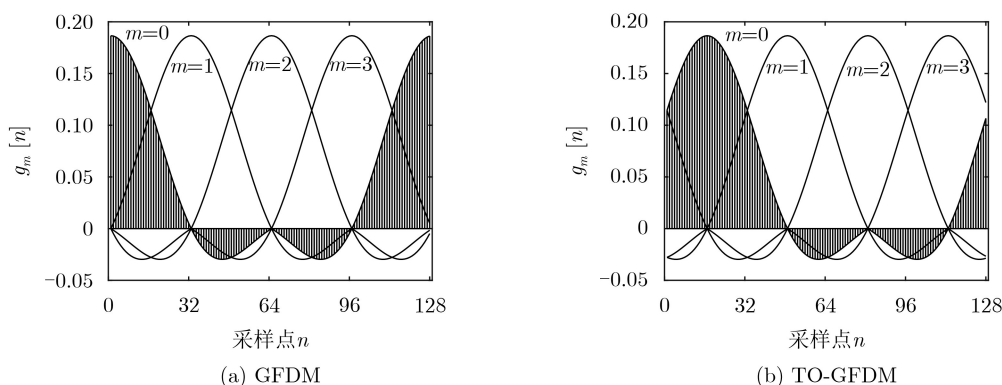 0.20
0.15
0.10
0.05
0
−0.05
g_m [n]
m=0
m=1
m=2
m=3
0 32 64 96 128
采样点n
(a) GFDM
0.20
0.15
0.10
0.05
0
−0.05
g_m [n]
m=0
m=1
m=2
m=3
0 32 64 96 128
采样点n
(b) TO-GFDM